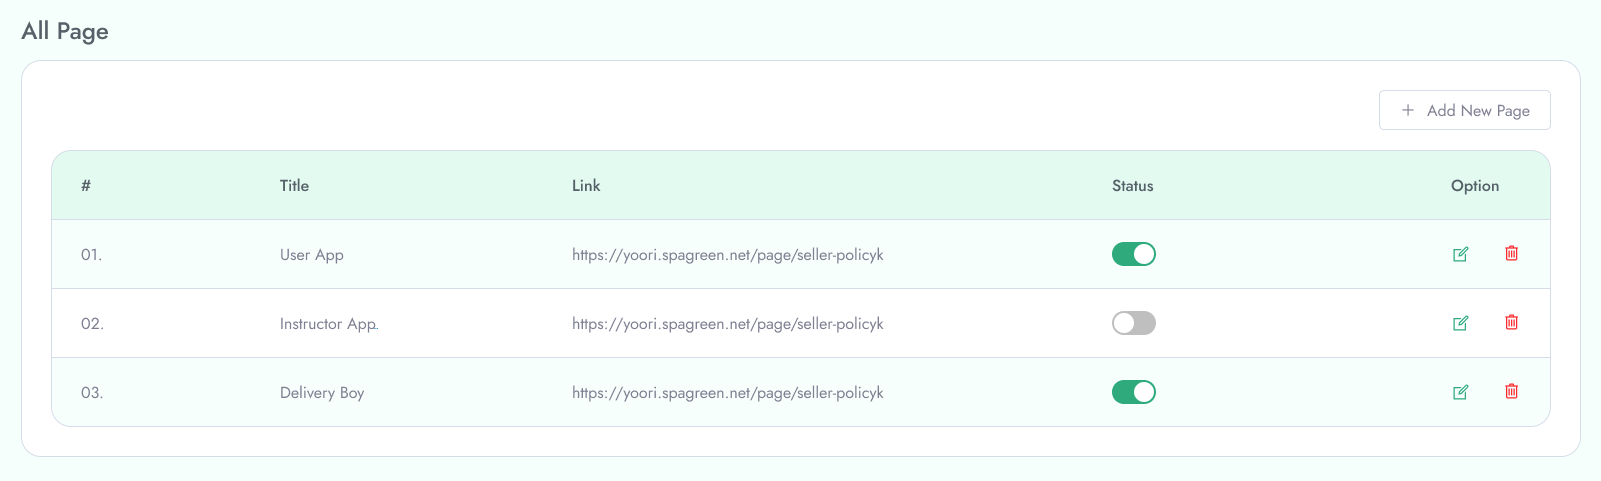 All Page
+ Add New Page
# Title Link Status Option
01. User App https://yoori.spagreen.net/page/seller-policyk
02. Instructor App. https://yoori.spagreen.net/page/seller-policyk
03. Delivery Boy https://yoori.spagreen.net/page/seller-policyk